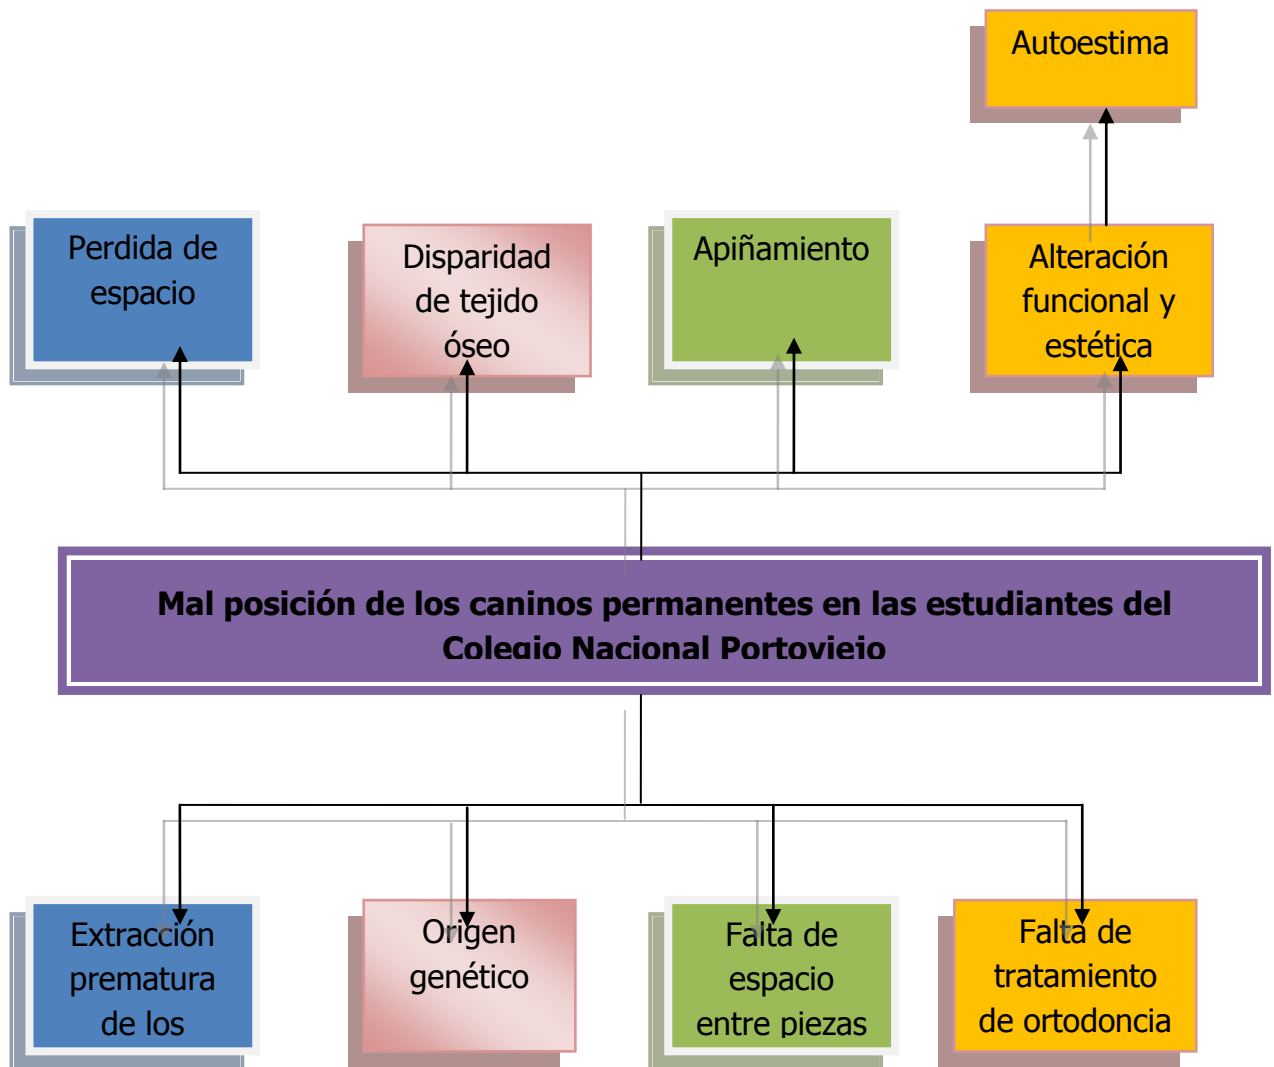 Autoestima
Perdida de
espacio
Disparidad
de tejido
óseo
Apiñamiento
Alteración
funcional y
estética
Mal posición de los caninos permanentes en las estudiantes del
Colegio Nacional Portoviejo
Extracción
prematura
de los
Origen
genético
Falta de
espacio
entre piezas
Falta de
tratamiento
de ortodoncia